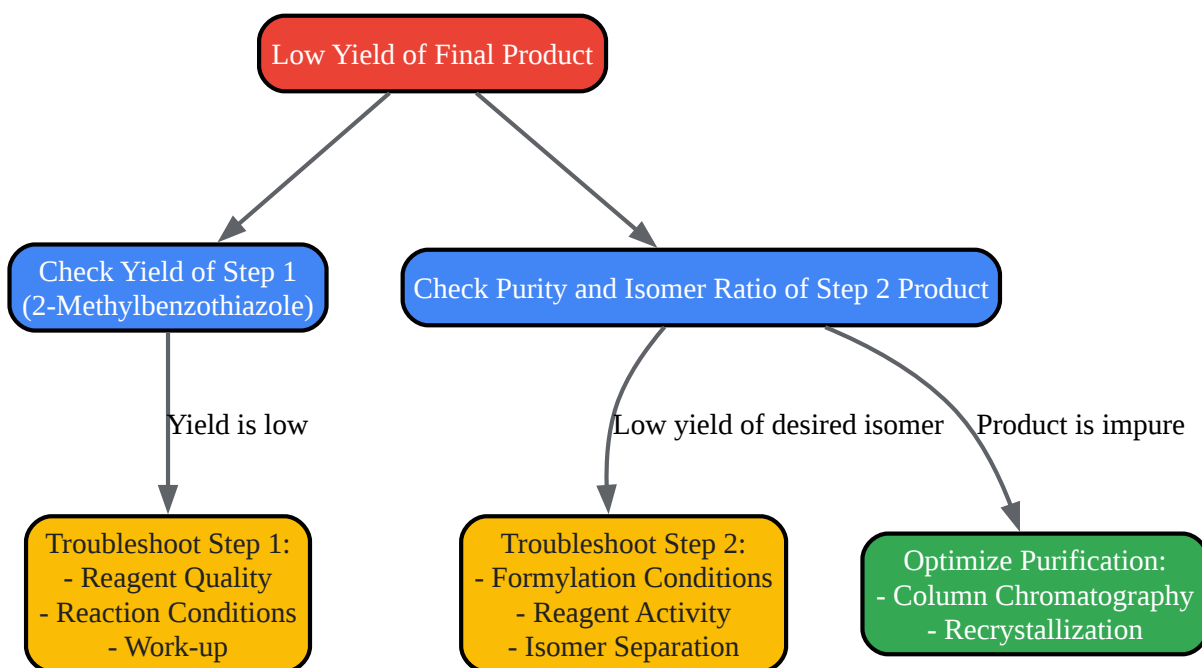 Low Yield of Final Product
Check Yield of Step 1
(2-Methylbenzothiazole)
Check Purity and Isomer Ratio of Step 2 Product
Yield is low
Low yield of desired isomer
Product is impure
Troubleshoot Step 1:
- Reagent Quality
- Reaction Conditions
- Work-up
Troubleshoot Step 2:
- Formylation Conditions
- Reagent Activity
- Isomer Separation
Optimize Purification:
- Column Chromatography
- Recrystallization